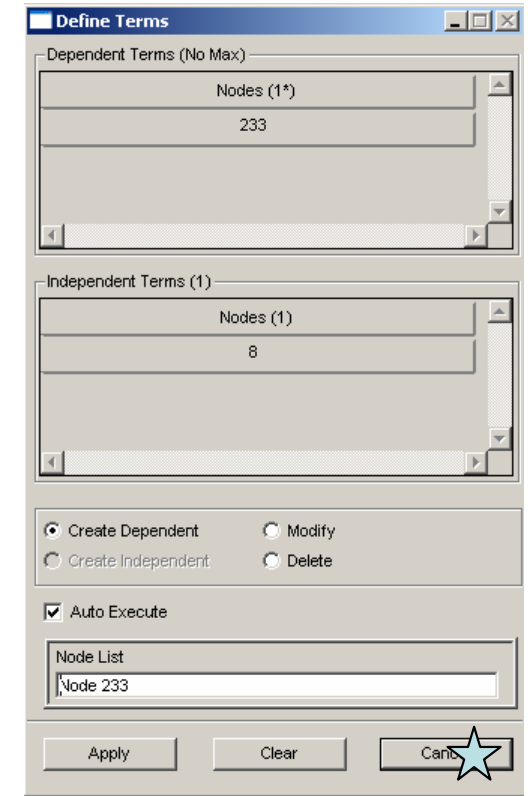 Define Terms
Dependent Terms (No Max)
Nodes (1*)
233
Independent Terms (1)
Nodes (1)
8
Create Dependent Modify
Create Independent Delete
Auto Execute
Node List
Node 233
Apply Clear